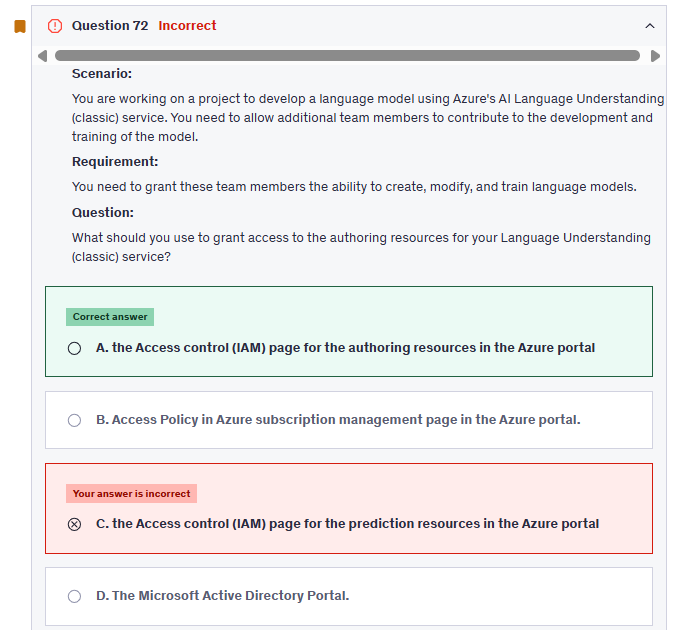 Question 72 Incorrect
Scenario:
You are working on a project to develop a language model using Azure's AI Language Understanding
(classic) service. You need to allow additional team members to contribute to the development and
training of the model.
Requirement:
You need to grant these team members the ability to create, modify, and train language models.
Question:
What should you use to grant access to the authoring resources for your Language Understanding
(classic) service?
Correct answer
A. the Access control (IAM) page for the authoring resources in the Azure portal
B. Access Policy in Azure subscription management page in the Azure portal.
Your answer is incorrect
C. the Access control (IAM) page for the prediction resources in the Azure portal
D. The Microsoft Active Directory Portal.